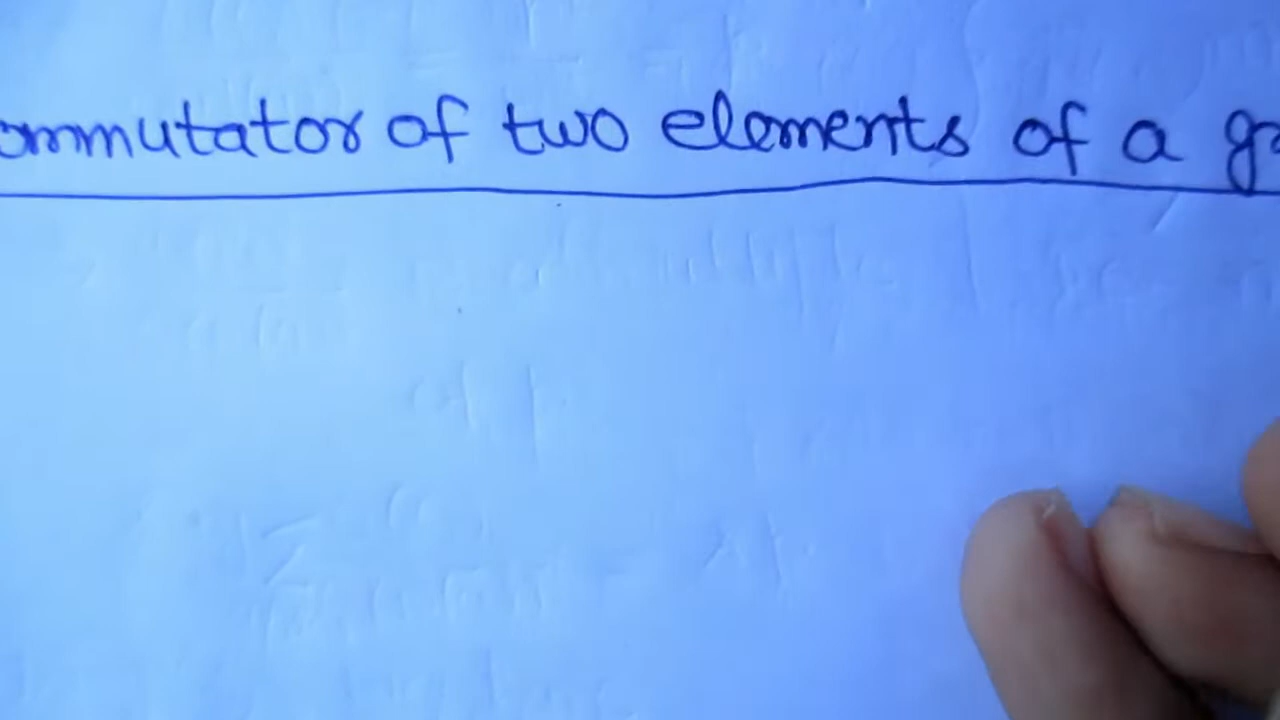 ommutator of two elements of a g